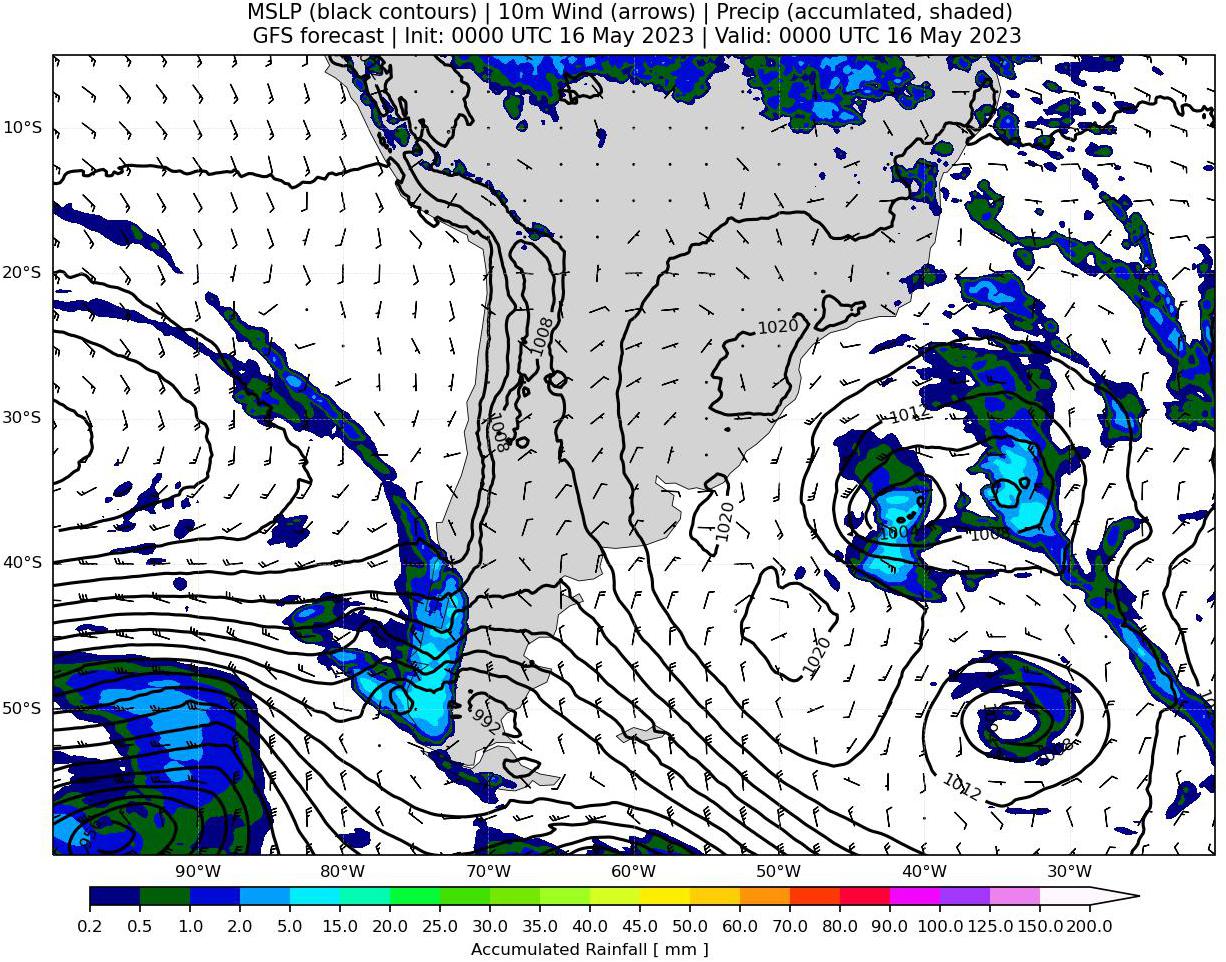 MSLP (black contours) | 10m Wind (arrows) | Precip (accumlated, shaded)
GFS forecast | Init: 0000 UTC 16 May 2023 | Valid: 0000 UTC 16 May 2023
10°S
20°S
1020
1008
30°S
1012
1008
1020
1004
1008
40°S
1020
50°S
992
1012
90°W 80°W 70°W 60°W 50°W 40°W 30°W
0.2 0.5 1.0 2.0 5.0 10.0 15.0 20.0 25.0 30.0 35.0 40.0 45.0 50.0 60.0 70.0 80.0 90.0 100.0 125.0 150.0 200.0
Accumulated Rainfall [ mm ]